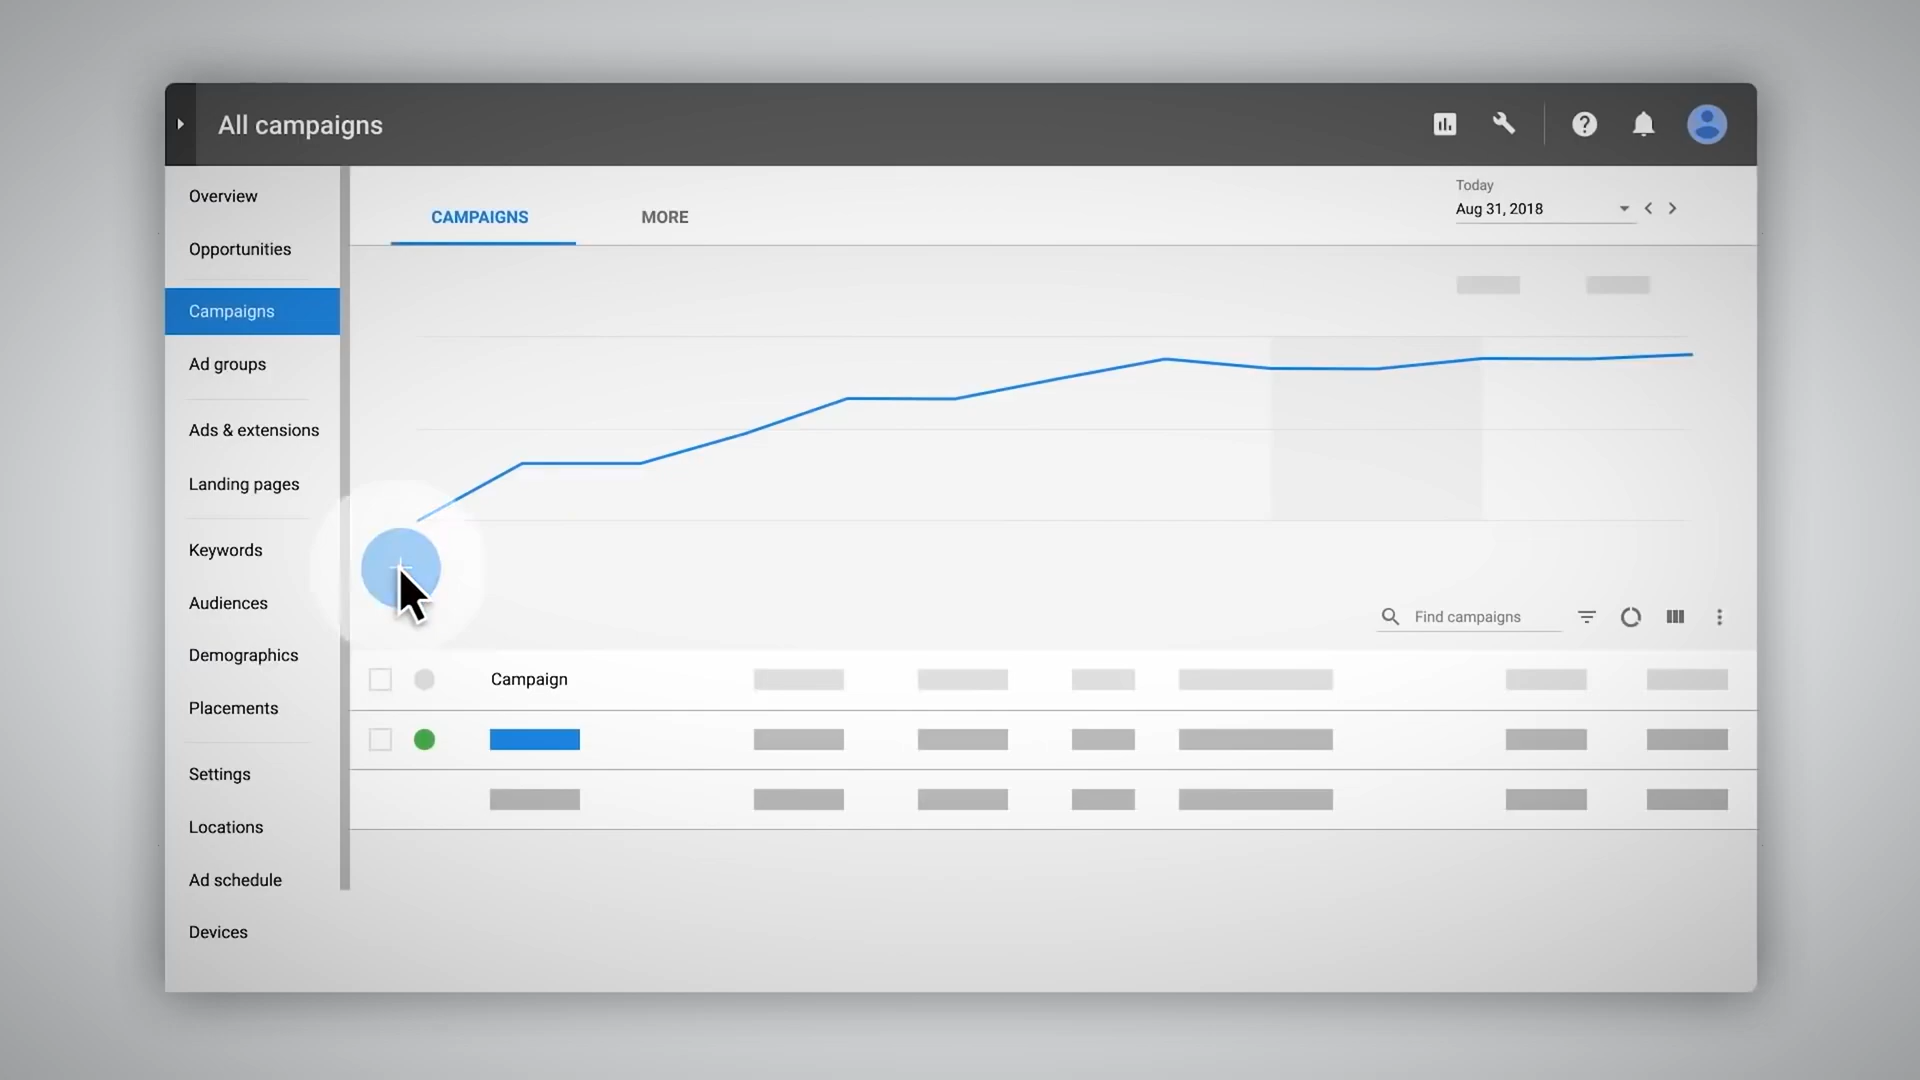 All campaigns
Today
Aug 31, 2018
CAMPAIGNS
MORE
Overview
Opportunities
Campaigns
Ad groups
Ads & extensions
Landing pages
Keywords
Audiences
Demographics
Placements
Settings
Locations
Ad schedule
Devices
Find campaigns
Campaign